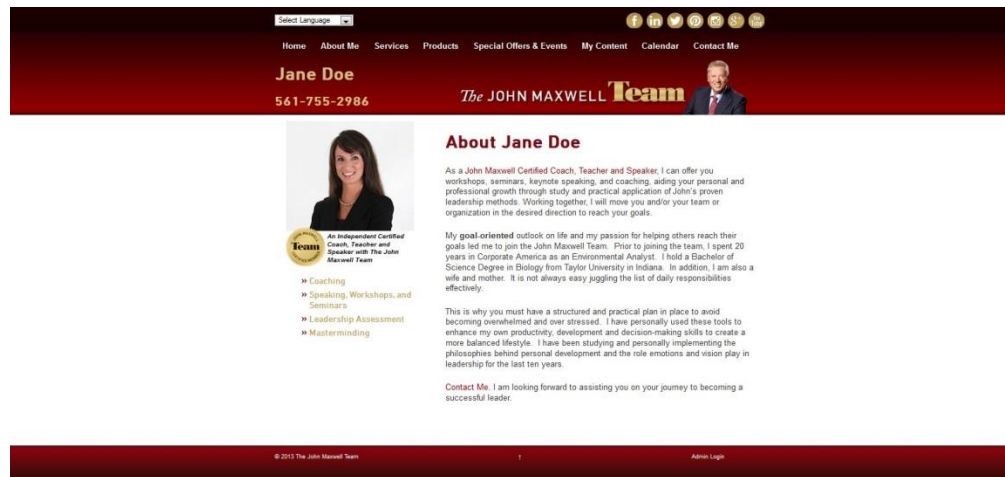 Select Language
Home About Me Services Products Special Offers & Events My Content Calendar Contact Me
Jane Doe
561-755-2986
The JOHN MAXWELL Team
An Independent Certified
Coach, Teacher and
Speaker with The John
Maxwell Team
Team
» Coaching
» Speaking, Workshops, and
Seminars
» Leadership Assessment
» Masterminding
About Jane Doe
As a John Maxwell Certified Coach, Teacher and Speaker, I can offer you
workshops, seminars, keynote speaking, and coaching, aiding your personal and
professional growth through study and practical application of John's proven
leadership methods. Working together, I will move you and/or your team or
organization in the desired direction to reach your goals.
My goal-oriented outlook on life and my passion for helping others reach their
goals led me to join the John Maxwell Team. Prior to joining the team, I spent 20
years in Corporate America as an Environmental Analyst. I hold a Bachelor of
Science Degree in Biology from Taylor University in Indiana. In addition, I am also a
wife and mother. It is not always easy juggling the list of daily responsibilities
effectively.
This is why you must have a structured and practical plan in place to avoid
becoming overwhelmed and over stressed. I have personally used these tools to
enhance my own productivity, development and decision-making skills to create a
more balanced lifestyle. I have been studying and personally implementing the
philosophies behind personal development and the role emotions and vision play in
leadership for the last ten years.
Contact Me. I am looking forward to assisting you on your journey to becoming a
successful leader.
© 2013 The John Maxwell Team ↑ Admin Login